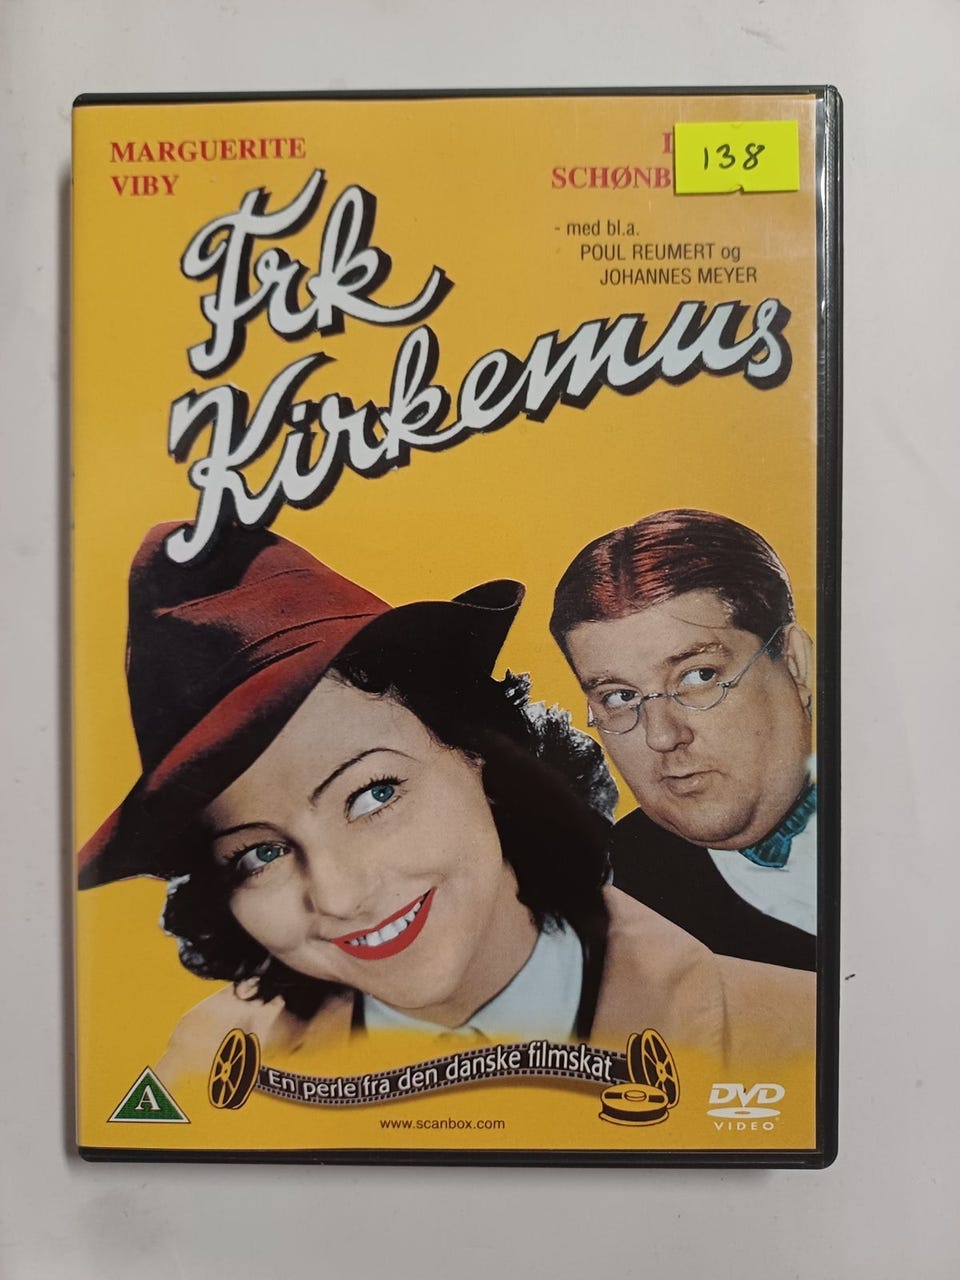 MARGUERITE
VIBY
138
- med bl.a.
POUL REUMERT og
JOHANNES MEYER
Frk
Kirkemus
En perle fra den danske filmskat
www.scanbox.com
A
DVD
VIDEO